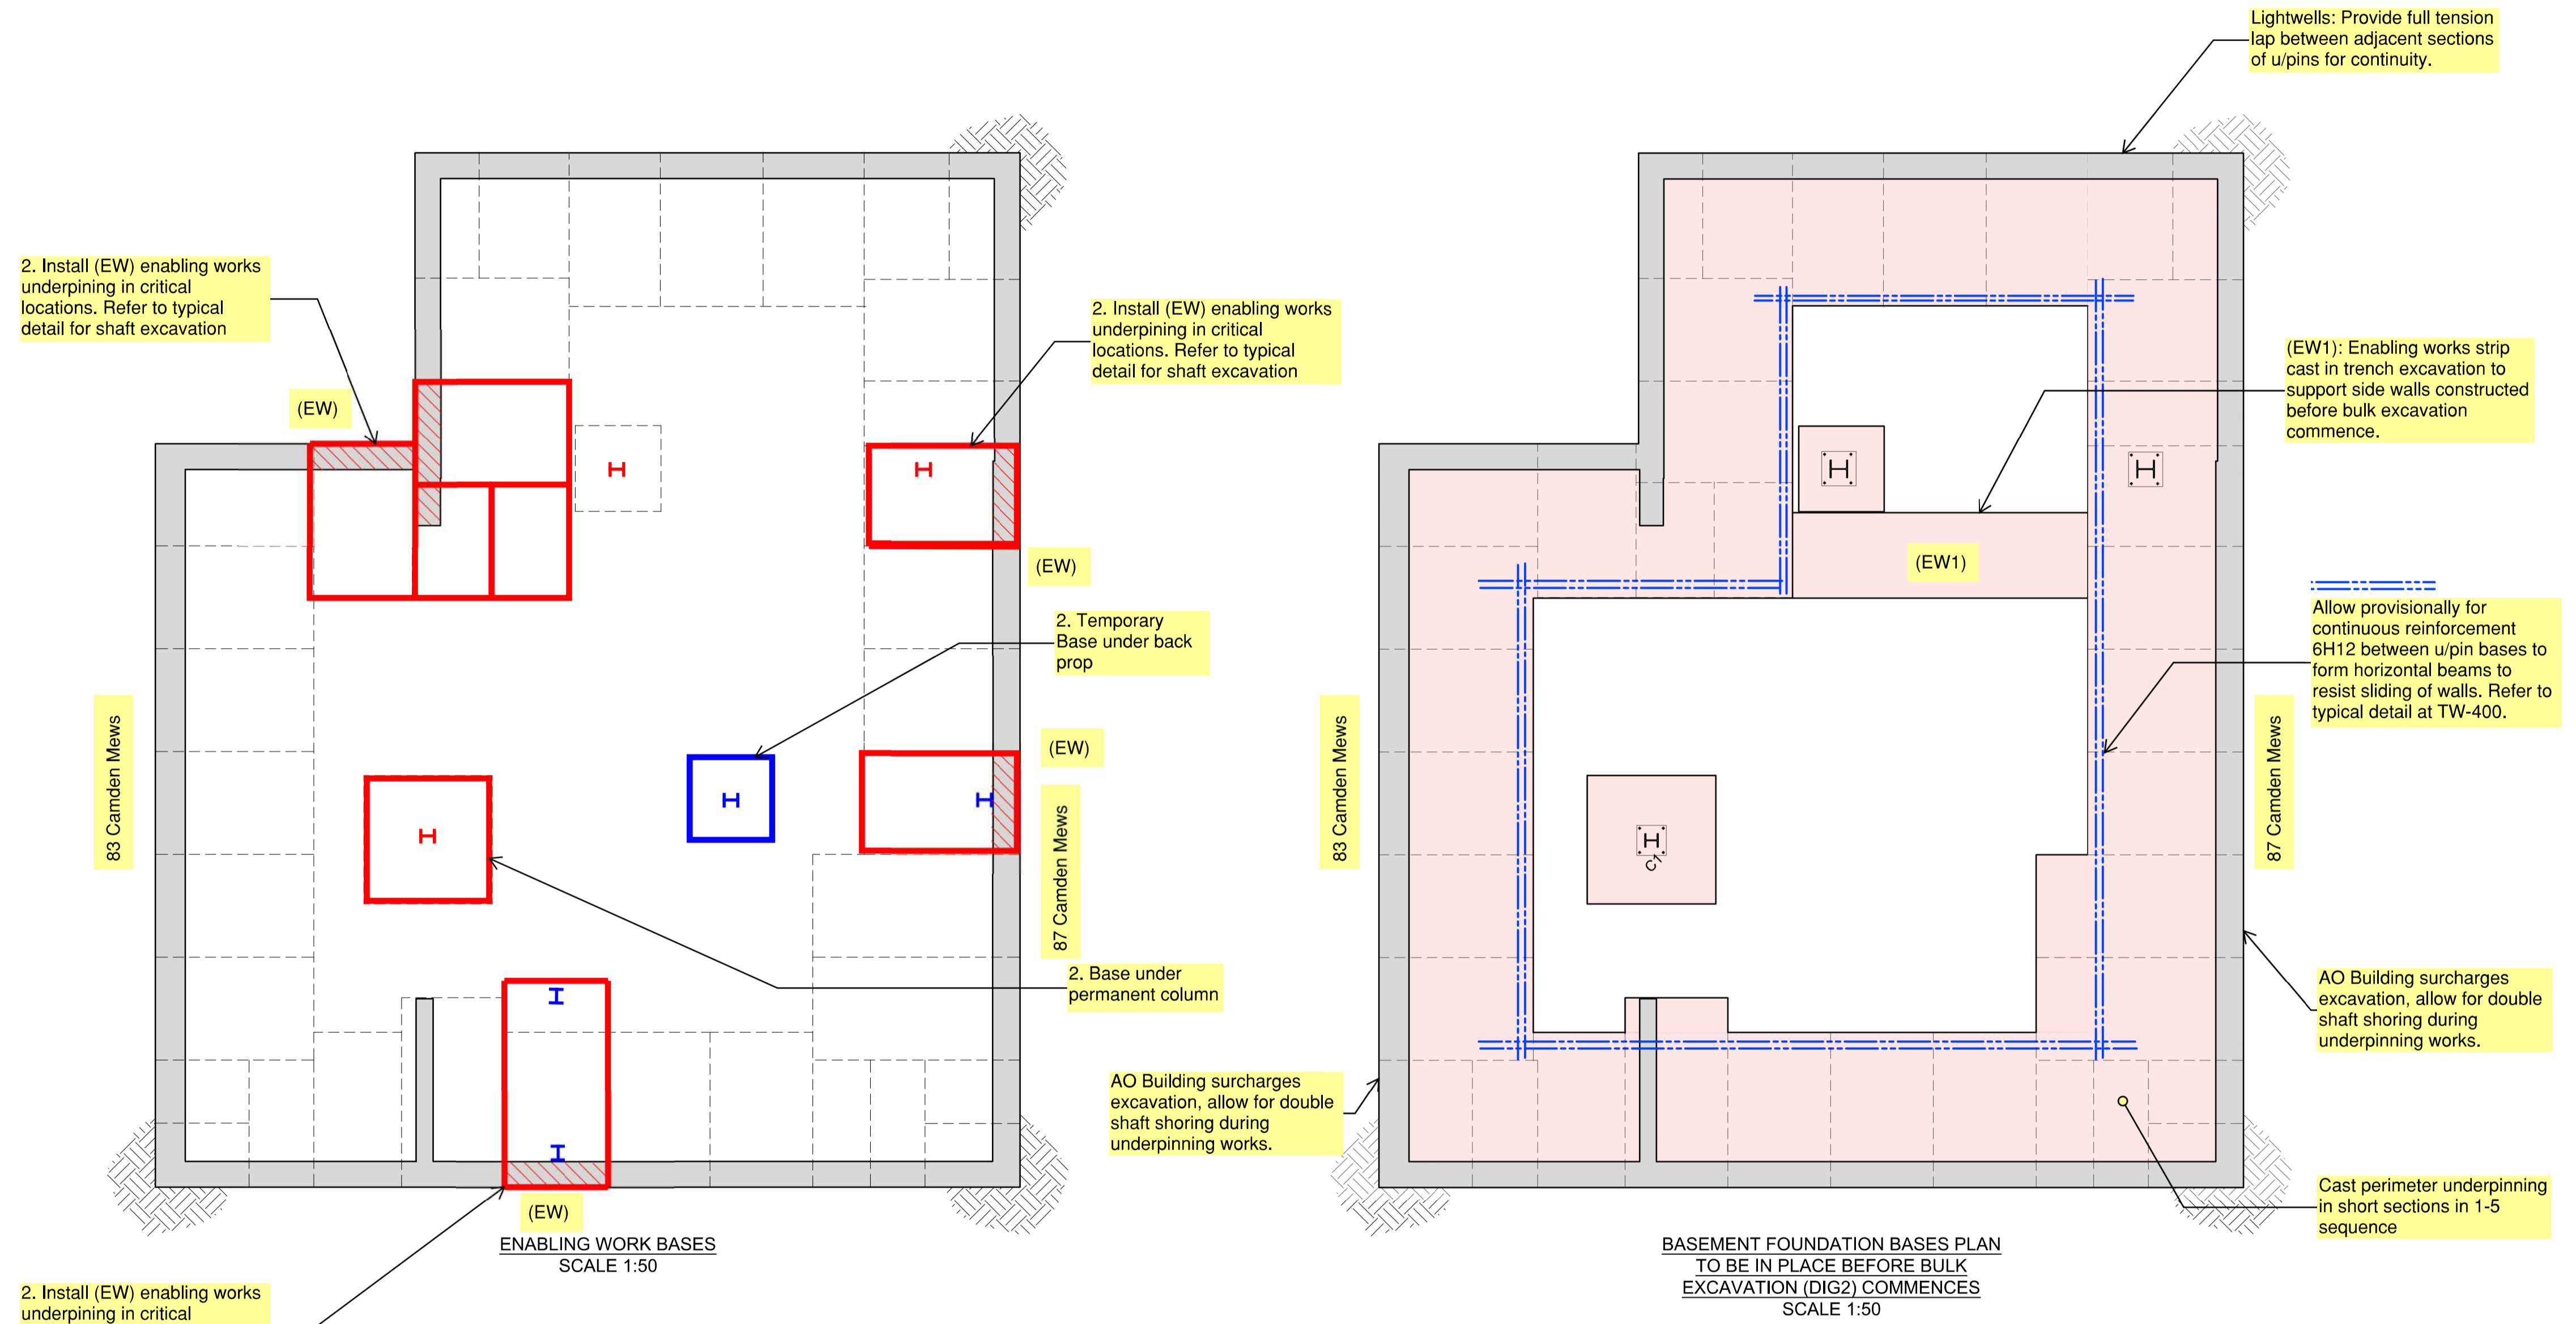 Lightwells: Provide full tension
lap between adjacent sections
of u/pins for continuity.
2. Install (EW) enabling works
underpining in critical
locations. Refer to typical
detail for shaft excavation
(EW)
2. Install (EW) enabling works
underpining in critical
locations. Refer to typical
detail for shaft excavation
(EW)
2. Temporary
Base under back
prop
(EW)
83 Camden Mews
87 Camden Mews
2. Base under
permanent column
(EW)
ENABLING WORK BASES
SCALE 1:50
2. Install (EW) enabling works
underpining in critical
(EW1): Enabling works strip
cast in trench excavation to
support side walls constructed
before bulk excavation
commence.
(EW1)
Allow provisionally for
continuous reinforcement
6H12 between u/pin bases to
form horizontal beams to
resist sliding of walls. Refer to
typical detail at TW-400.
83 Camden Mews
87 Camden Mews
C1
AO Building surcharges
excavation, allow for double
shaft shoring during
underpinning works.
AO Building surcharges
excavation, allow for double
shaft shoring during
underpinning works.
Cast perimeter underpinning
in short sections in 1-5
sequence
BASEMENT FOUNDATION BASES PLAN
TO BE IN PLACE BEFORE BULK
EXCAVATION (DIG2) COMMENCES
SCALE 1:50